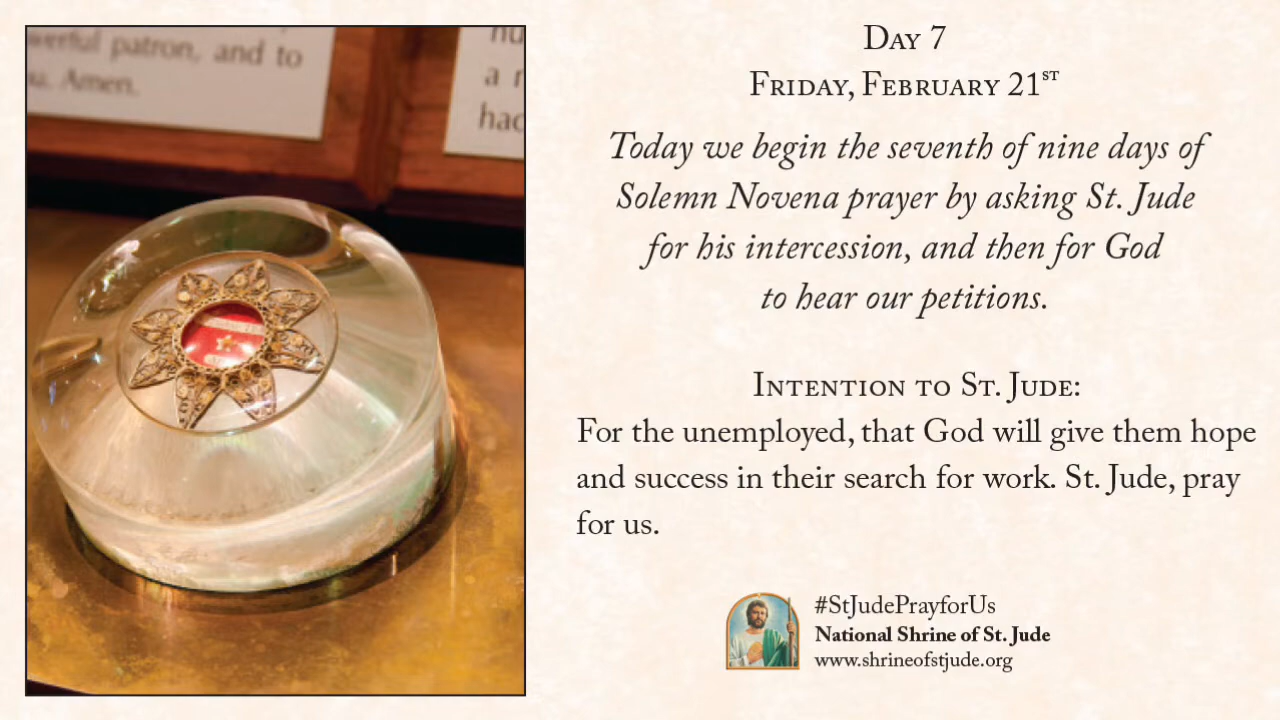 powerful patron, and to
Amen.
a
Day 7
Friday, February 21st
Today we begin the seventh of nine days of
Solemn Novena prayer by asking St. Jude
for his intercession, and then for God
to hear our petitions.
Intention to St. Jude:
For the unemployed, that God will give them hope
and success in their search for work. St. Jude, pray
for us.
#StJudePrayforUs
National Shrine of St. Jude
www.shrineofstjude.org